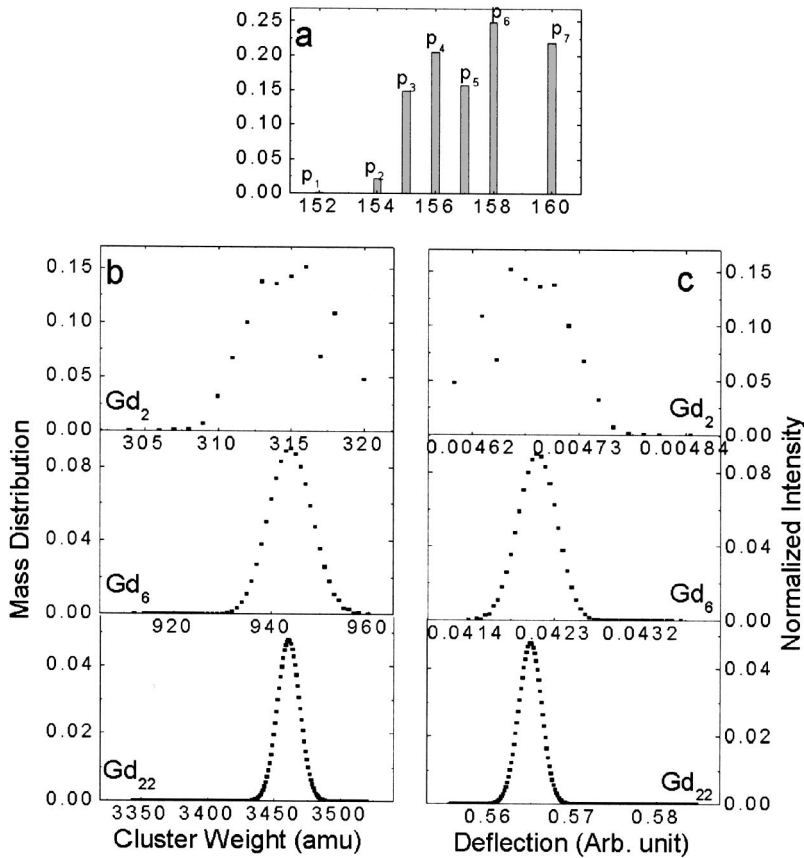 a
0.25
0.20
0.15
0.10
0.05
0.00
p1
p2
p3
p4
p5
p6
p7
152 154 156 158 160
b
0.15
0.10
0.05
0.00
Gd2
305 310 315 320
0.08
0.04
0.00
Gd6
920 940 960
0.04
0.02
0.00
Gd22
3350 3400 3450 3500
Mass Distribution
Cluster Weight (amu)
c
0.15
0.10
0.05
0.00
Gd2
0.00462 0.00473 0.00484
0.08
0.04
0.00
Gd6
0.0414 0.0423 0.0432
0.04
0.02
0.00
Gd22
0.56 0.57 0.58
Normalized Intensity
Deflection (Arb. unit)